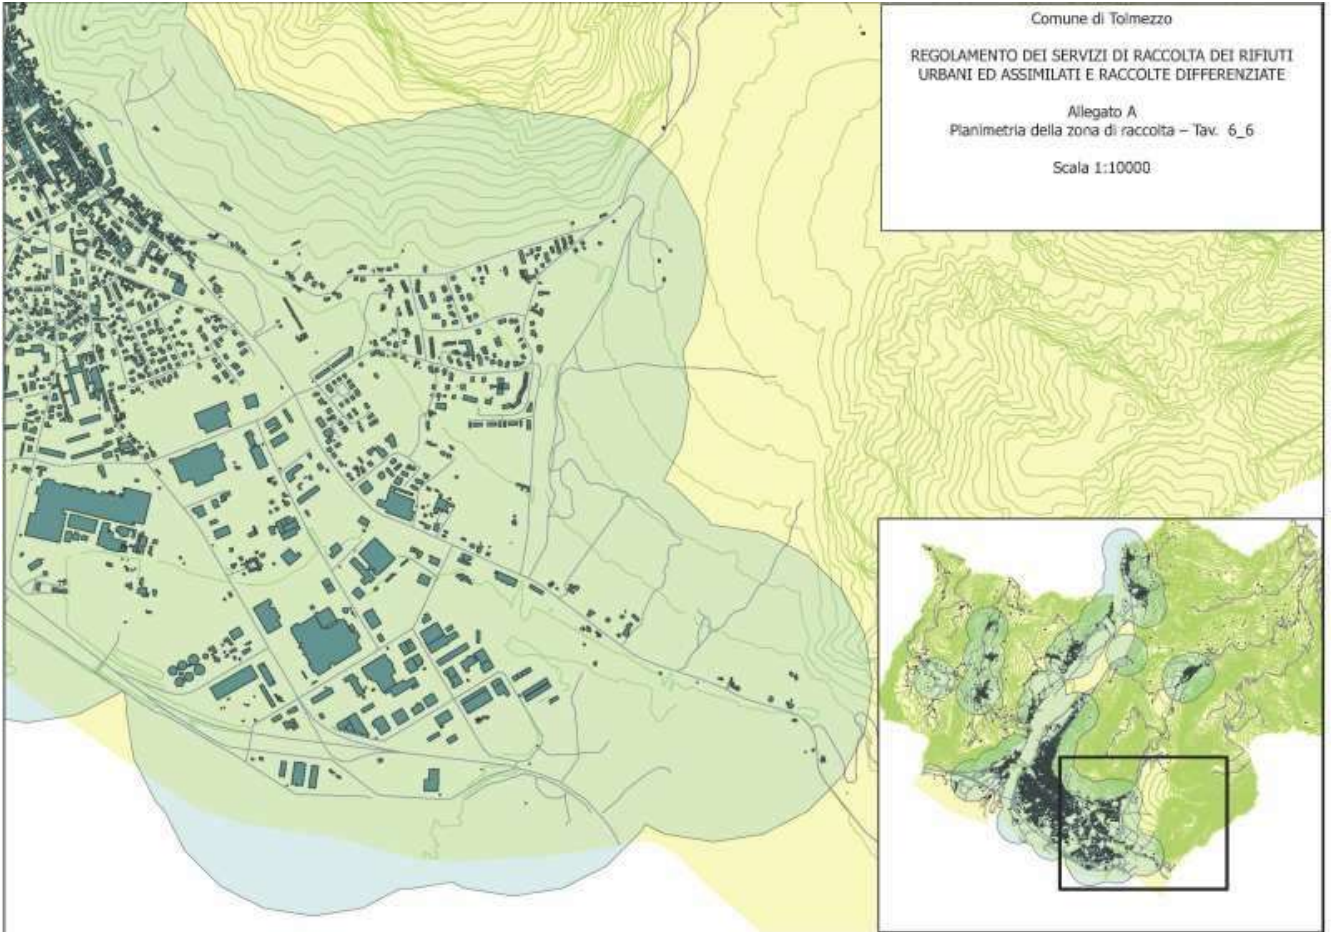 Comune di Tolmezzo
REGOLAMENTO DEI SERVIZI DI RACCOLTA DEI RIFIUTI
URBANI ED ASSIMILATI E RACCOLTE DIFFERENZIATE
Allegato A
Planimetria della zona di raccolta – Tav. 6_6
Scala 1:10000